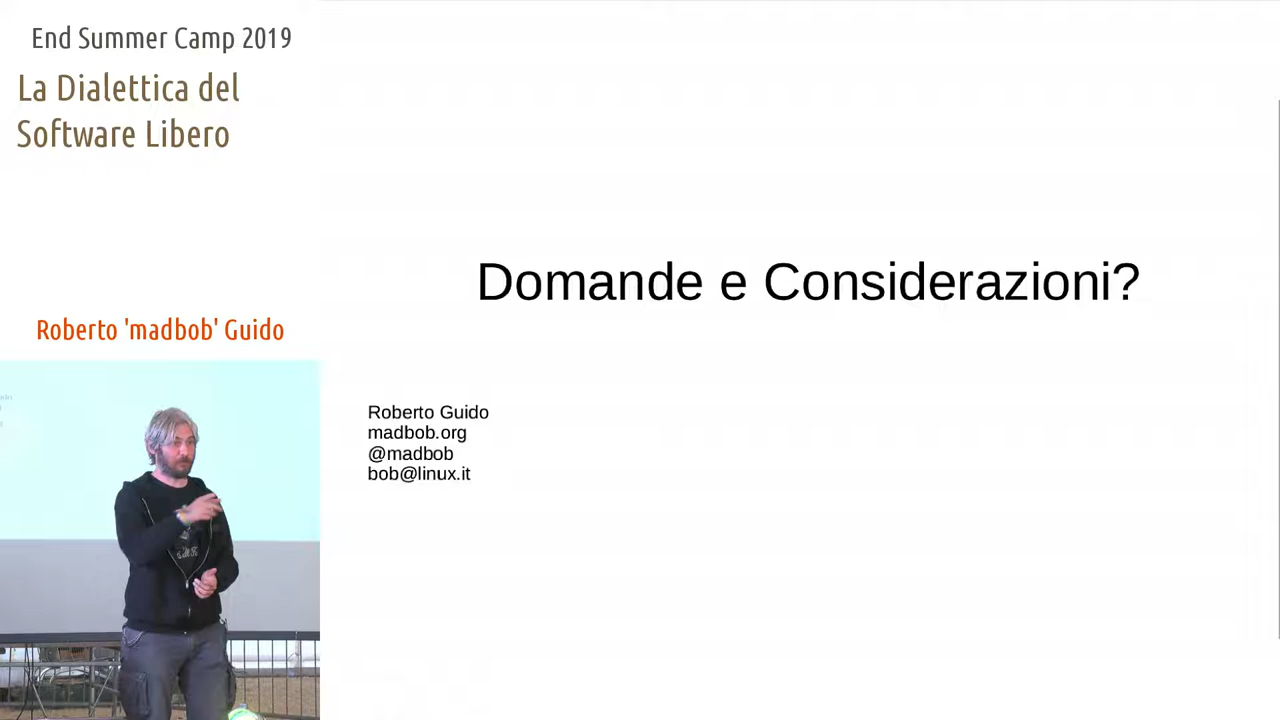 End Summer Camp 2019
La Dialettica del
Software Libero
Roberto 'madbob' Guido
Domande e Considerazioni?
Roberto Guido
madbob.org
@madbob
bob@linux.it